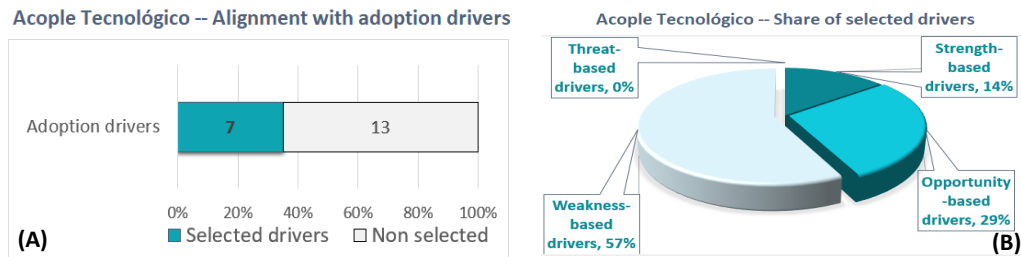 Acople Tecnológico -- Alignment with adoption drivers
Adoption drivers
7
13
0%
20%
40%
60%
80%
100%
Selected drivers
Non selected
(A)
Acople Tecnológico -- Share of selected drivers
Threat-
based
drivers, 0%
Strength-
based
drivers, 14%
Weakness-
based
drivers, 57%
Opportunity
-based
drivers, 29%
(B)